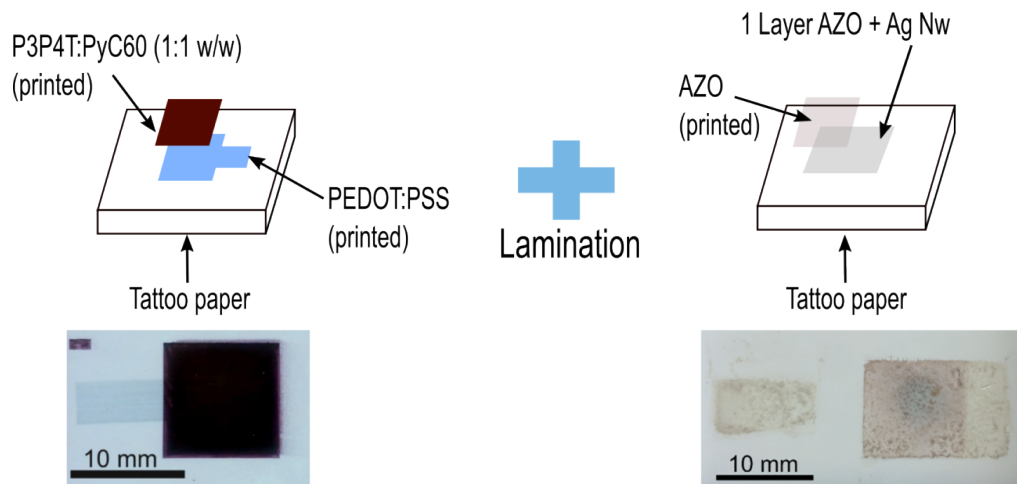 P3P4T:PyC60 (1:1 w/w)
(printed)
PEDOT:PSS
(printed)
Tattoo paper
10 mm
Lamination
1 Layer AZO + Ag Nw
AZO
(printed)
Tattoo paper
10 mm